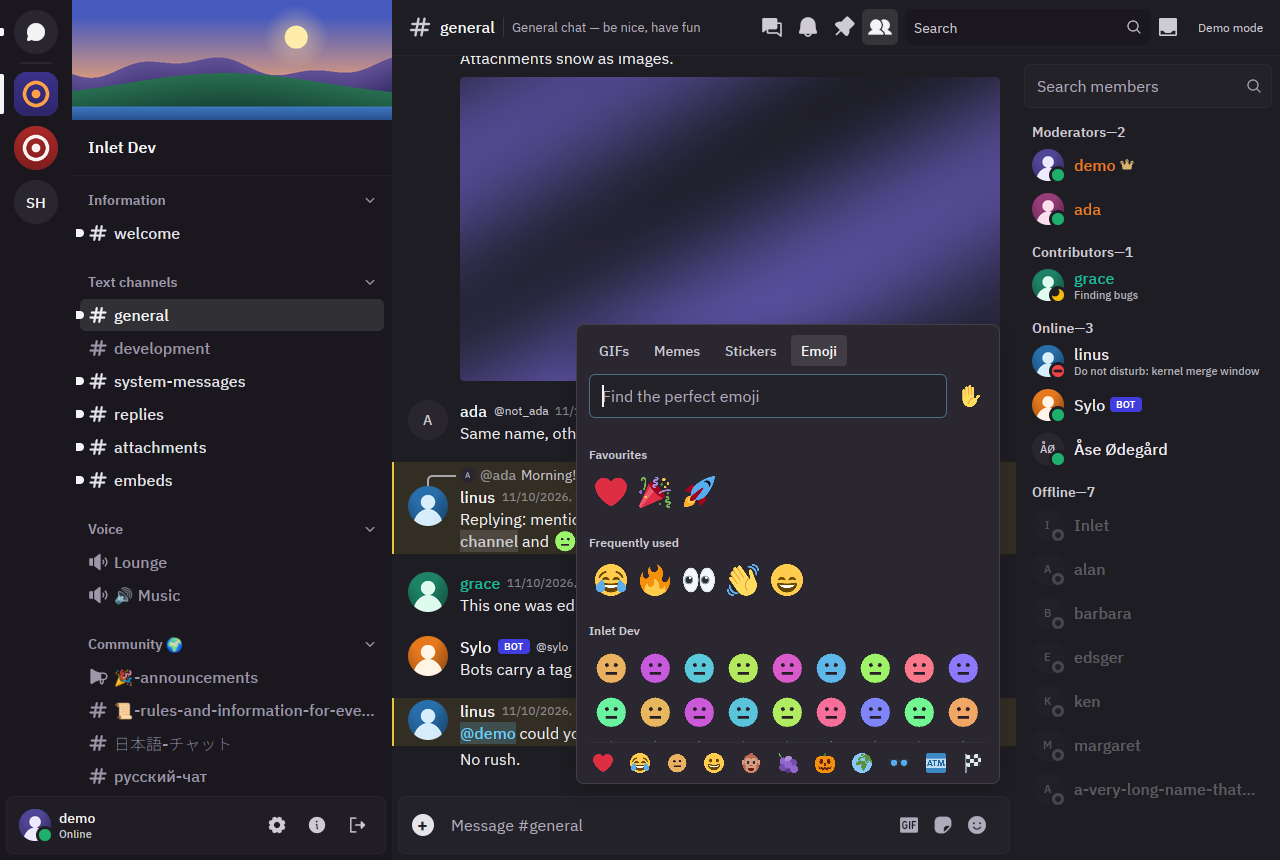 SH
Inlet Dev
Information
welcome
Text channels
general
development
system-messages
replies
attachments
embeds
Voice
Lounge
🔊 Music
Community 🌍
🎉-announcements
📜-rules-and-information-for-eve...
日本語-チャット
русский-чат
demo
Online
general
General chat — be nice, have fun
Search
Demo mode
Attachments show as images.
A
ada @not_ada 11/
Same name, oth
A @ada Morning!
linus 11/10/2026,
Replying: mentic
channel and
grace 11/10/2026,
This one was ed
Sylo BOT @sylo
Bots carry a tag
linus 11/10/2026,
@demo could yo
No rush.
GIFs
Memes
Stickers
Emoji
Find the perfect emoji
Favourites
Frequently used
Inlet Dev
ATM
Message #general
GIF
Search members
Moderators—2
demo
ada
Contributors—1
grace
Finding bugs
Online—3
linus
Do not disturb: kernel merge window
Sylo BOT
ÅØ Åse Ødegård
Offline—7
I Inlet
A alan
B barbara
E edsger
K ken
M margaret
A a-very-long-name-that...